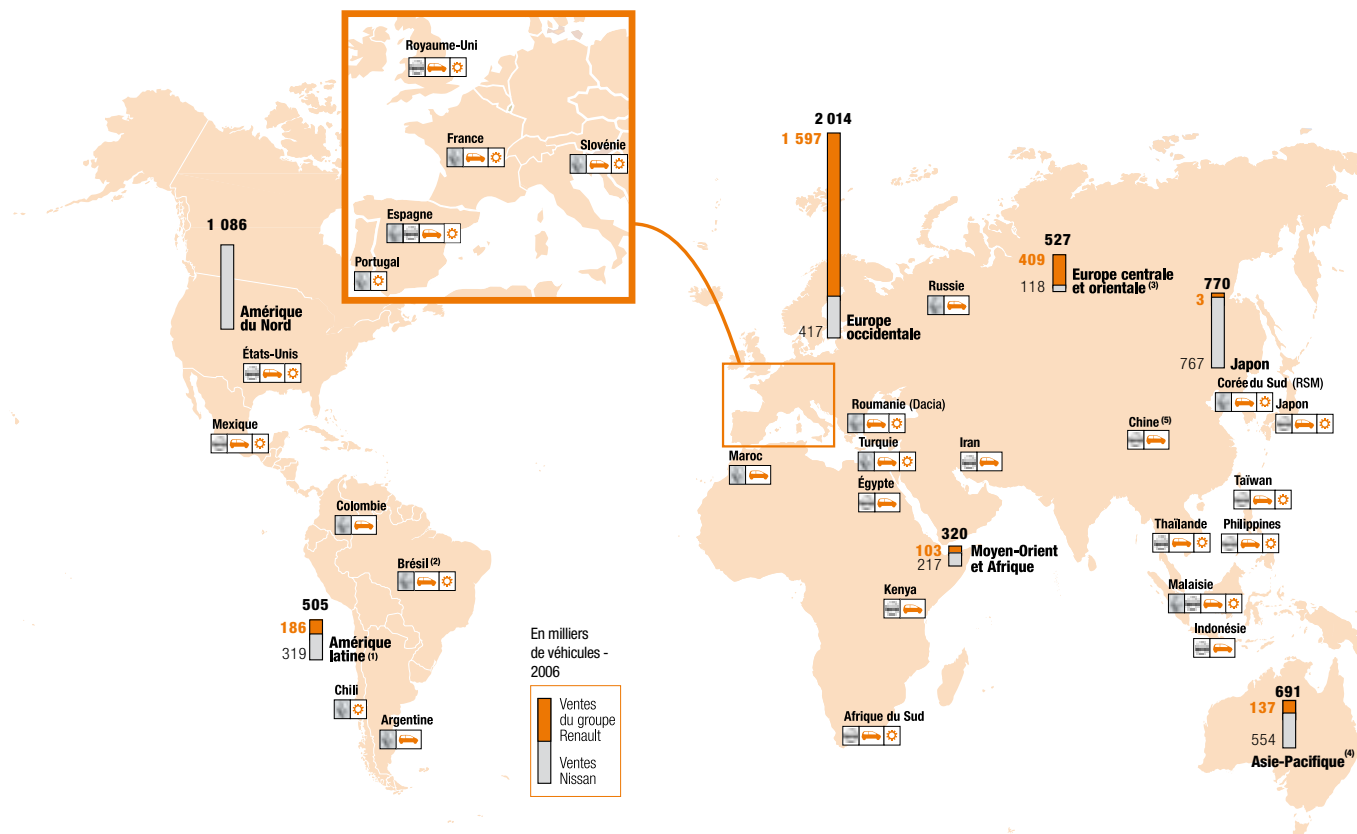 Royaume-Uni
France
Slovénie
Espagne
Portugal
1 086
Amérique
du Nord
États-Unis
Mexique
Colombie
Brésil (2)
505
186
319
Amérique
latine (1)
Chili
Argentine
En milliers
de véhicules -
2006
Ventes
du groupe
Renault
Ventes
Nissan
2 014
1 597
417
Europe
occidentale
Russie
527
409
118
Europe centrale
et orientale (3)
770
3
767
Japon
Corée du Sud (RSM)
Japon
Roumanie (Dacia)
Turquie
Iran
Chine (5)
Maroc
Égypte
Taïwan
Thaïlande
Philippines
320
103
217
Moyen-Orient
et Afrique
Kenya
Malaisie
Indonésie
Afrique du Sud
691
137
554
Asie-Pacifique (4)